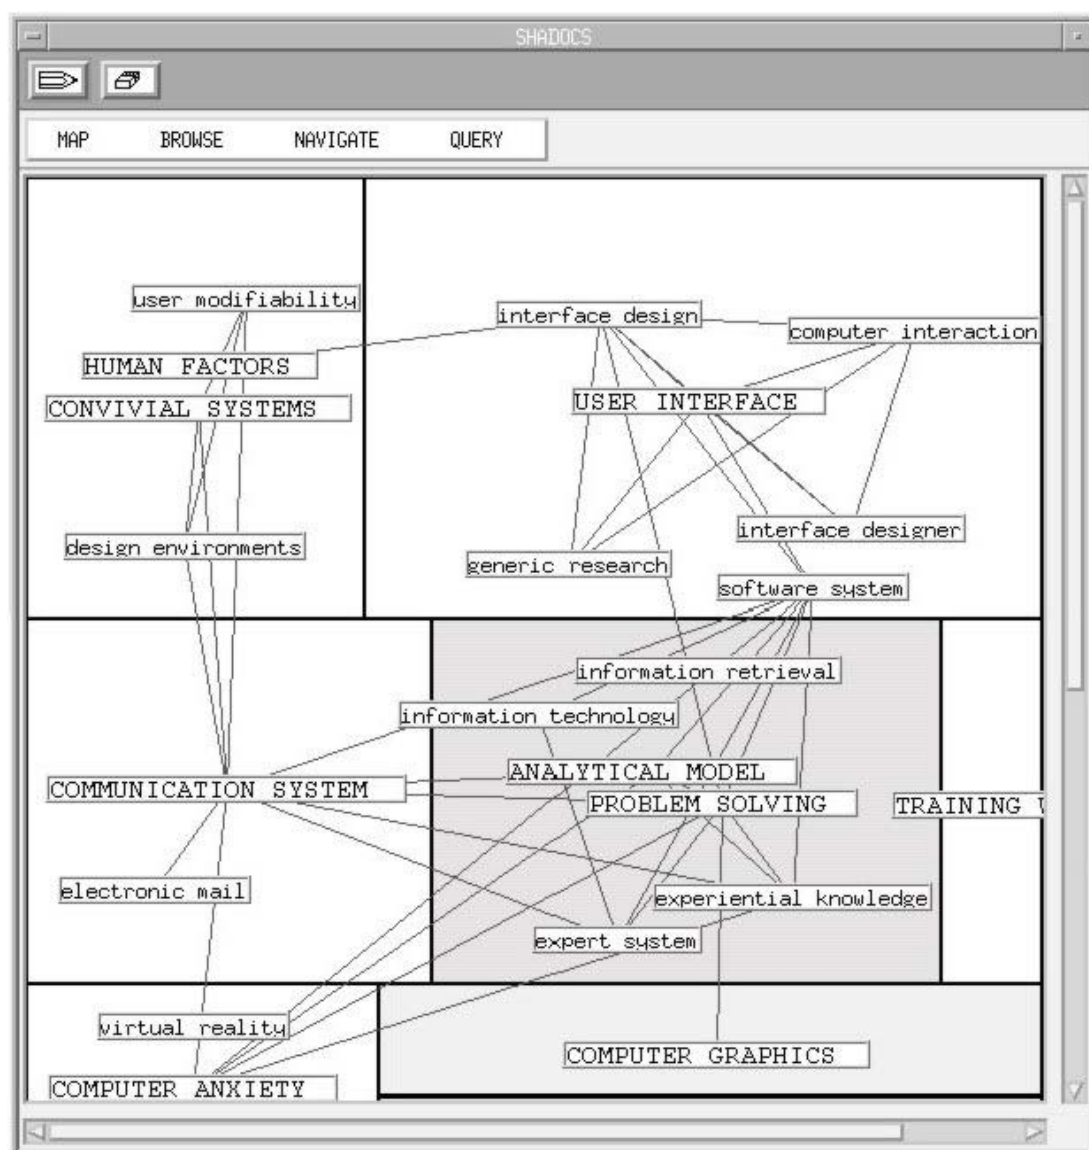 SHADOCS
MAP BROWSE NAVIGATE QUERY
user modifiability
interface design
computer interaction
HUMAN FACTORS
USER INTERFACE
CONVIVIAL SYSTEMS
interface designer
design environments
generic research
software system
information retrieval
information technology
ANALYTICAL MODEL
COMMUNICATION SYSTEM
PROBLEM SOLVING
TRAINING
electronic mail
experiential knowledge
expert system
virtual reality
COMPUTER GRAPHICS
COMPUTER ANXIETY